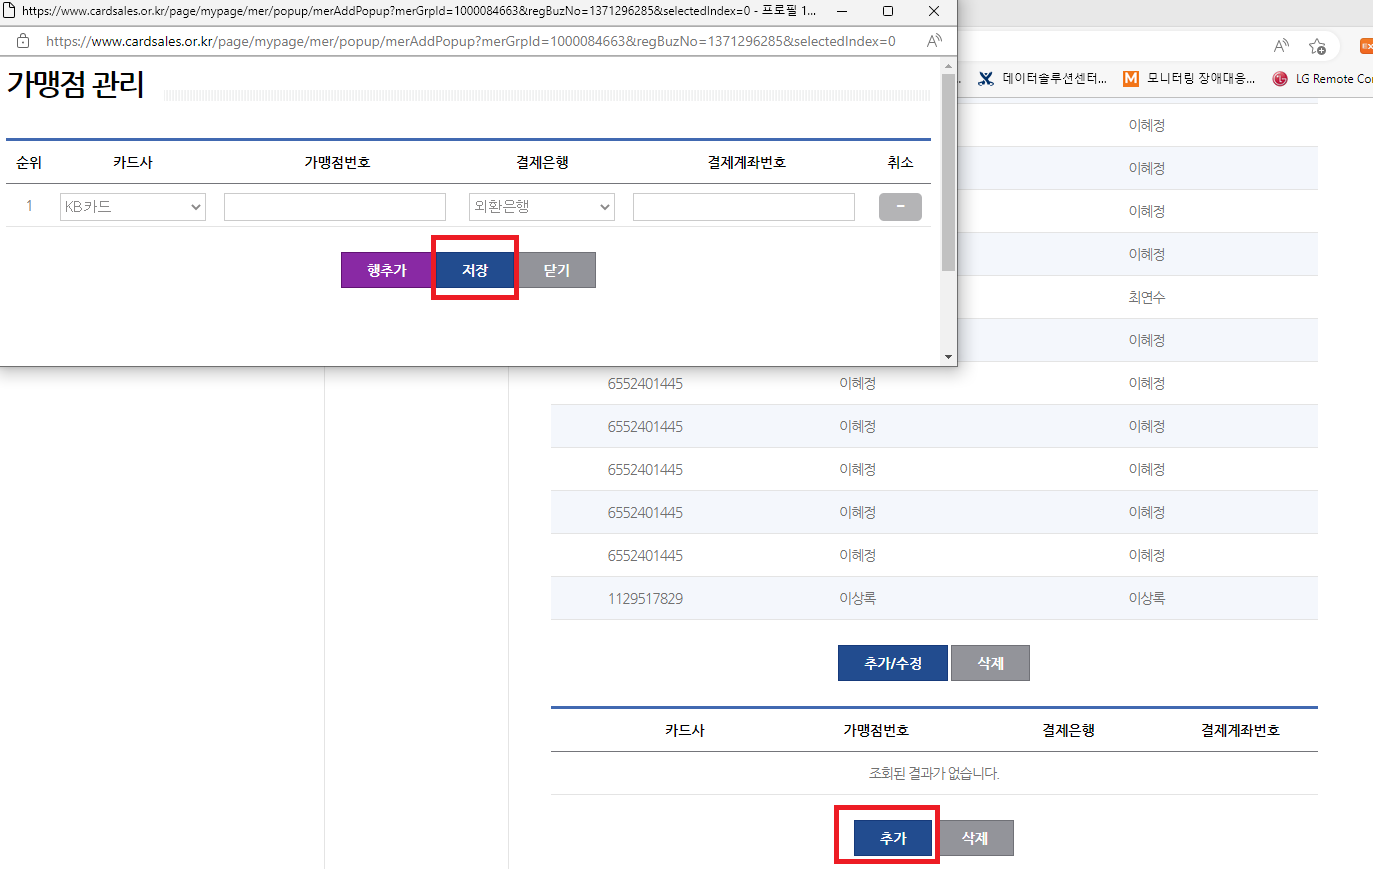 https://www.cardsales.or.kr/page/mypage/mer/popup/merAddPopup?merGrpId=1000084663&regBuzNo=1371296285&selectedIndex=0 - 프로필 1...
https://www.cardsales.or.kr/page/mypage/mer/popup/merAddPopup?merGrpId=1000084663&regBuzNo=1371296285&selectedIndex=0
데이터솔루션센터... 모니터링 장애대응... LG Remote Cor
가맹점 관리
순위 카드사 가맹점번호 결제은행 결제계좌번호 취소
1 KB카드 외환은행 -
행추가 저장 닫기
이혜정
이혜정
이혜정
이혜정
최연수
이혜정
6552401445 이혜정 이혜정
6552401445 이혜정 이혜정
6552401445 이혜정 이혜정
6552401445 이혜정 이혜정
6552401445 이혜정 이혜정
1129517829 이상록 이상록
추가/수정 삭제
카드사 가맹점번호 결제은행 결제계좌번호
조회된 결과가 없습니다.
추가 삭제